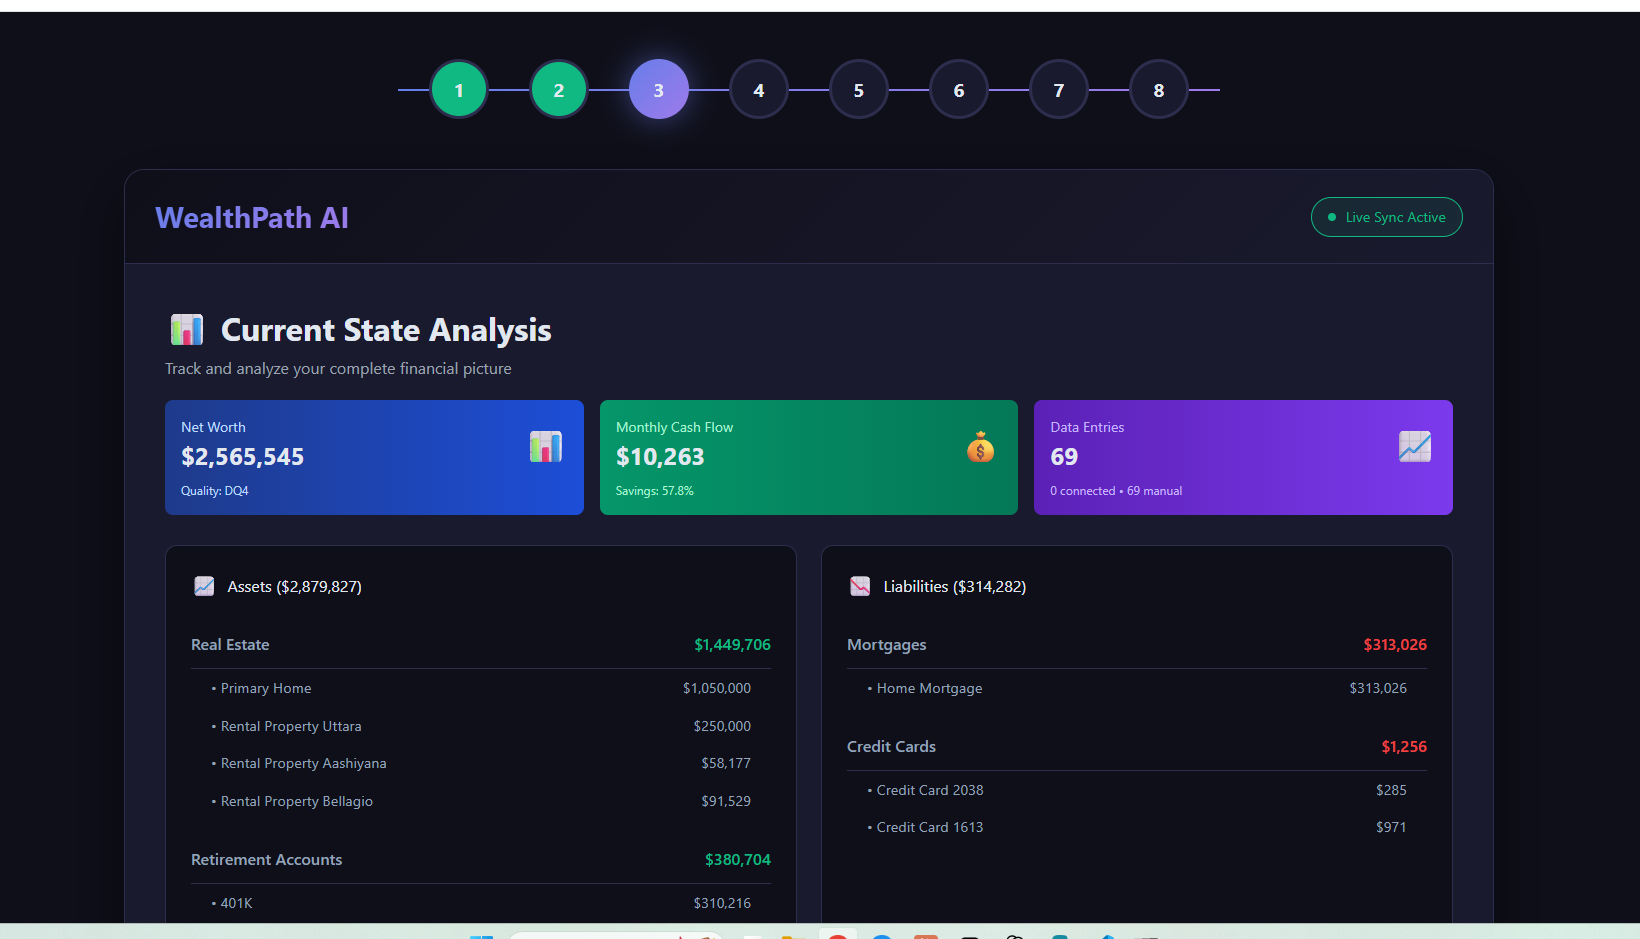 1 2 3 4 5 6 7 8
WealthPath AI
Live Sync Active
Current State Analysis
Track and analyze your complete financial picture
Net Worth
$2,565,545
Quality: DQ4
Monthly Cash Flow
$10,263
Savings: 57.8%
Data Entries
69
0 connected • 69 manual
Assets ($2,879,827)
Real Estate $1,449,706
• Primary Home $1,050,000
• Rental Property Uttara $250,000
• Rental Property Aashiyana $58,177
• Rental Property Bellagio $91,529
Retirement Accounts $380,704
• 401K $310,216
Liabilities ($314,282)
Mortgages $313,026
• Home Mortgage $313,026
Credit Cards $1,256
• Credit Card 2038 $285
• Credit Card 1613 $971